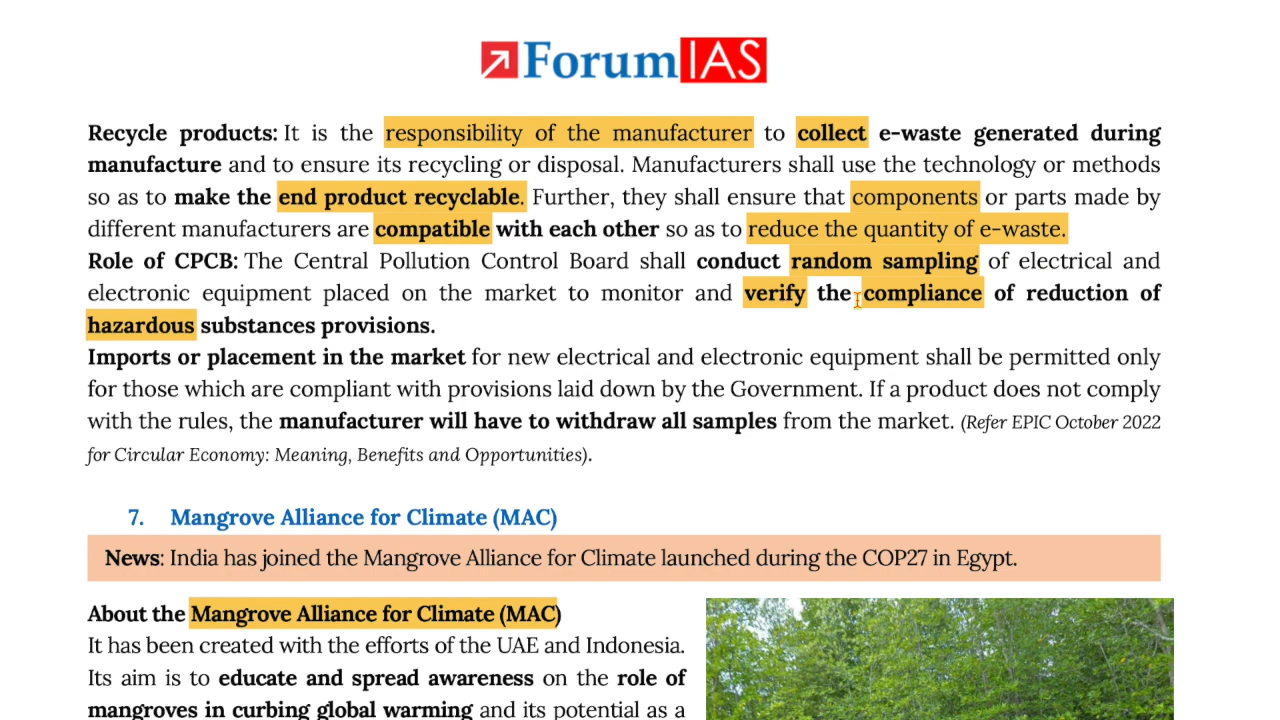 ForumIAS
Recycle products: It is the responsibility of the manufacturer to collect e-waste generated during
manufacture and to ensure its recycling or disposal. Manufacturers shall use the technology or methods
so as to make the end product recyclable. Further, they shall ensure that components or parts made by
different manufacturers are compatible with each other so as to reduce the quantity of e-waste.
Role of CPCB: The Central Pollution Control Board shall conduct random sampling of electrical and
electronic equipment placed on the market to monitor and verify the compliance of reduction of
hazardous substances provisions.
Imports or placement in the market for new electrical and electronic equipment shall be permitted only
for those which are compliant with provisions laid down by the Government. If a product does not comply
with the rules, the manufacturer will have to withdraw all samples from the market. (Refer EPIC October 2022
for Circular Economy: Meaning, Benefits and Opportunities).
7. Mangrove Alliance for Climate (MAC)
News: India has joined the Mangrove Alliance for Climate launched during the COP27 in Egypt.
About the Mangrove Alliance for Climate (MAC)
It has been created with the efforts of the UAE and Indonesia.
Its aim is to educate and spread awareness on the role of
mangroves in curbing global warming and its potential as a